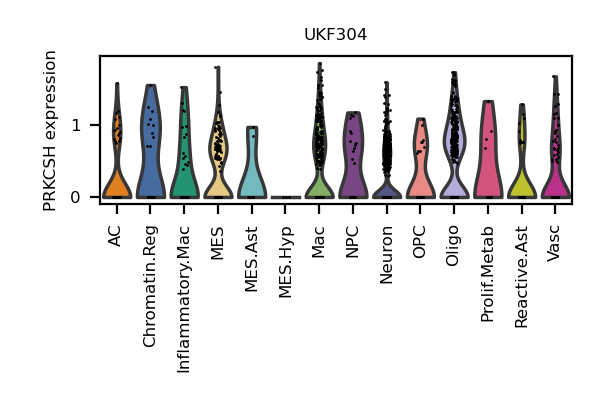 UKF304
PRKCSH expression
1
0
AC
Chromatin.Reg
Inflammatory.Mac
MES
MES.Ast
MES.Hyp
Mac
NPC
Neuron
OPC
Oligo
Prolif.Metab
Reactive.Ast
Vasc